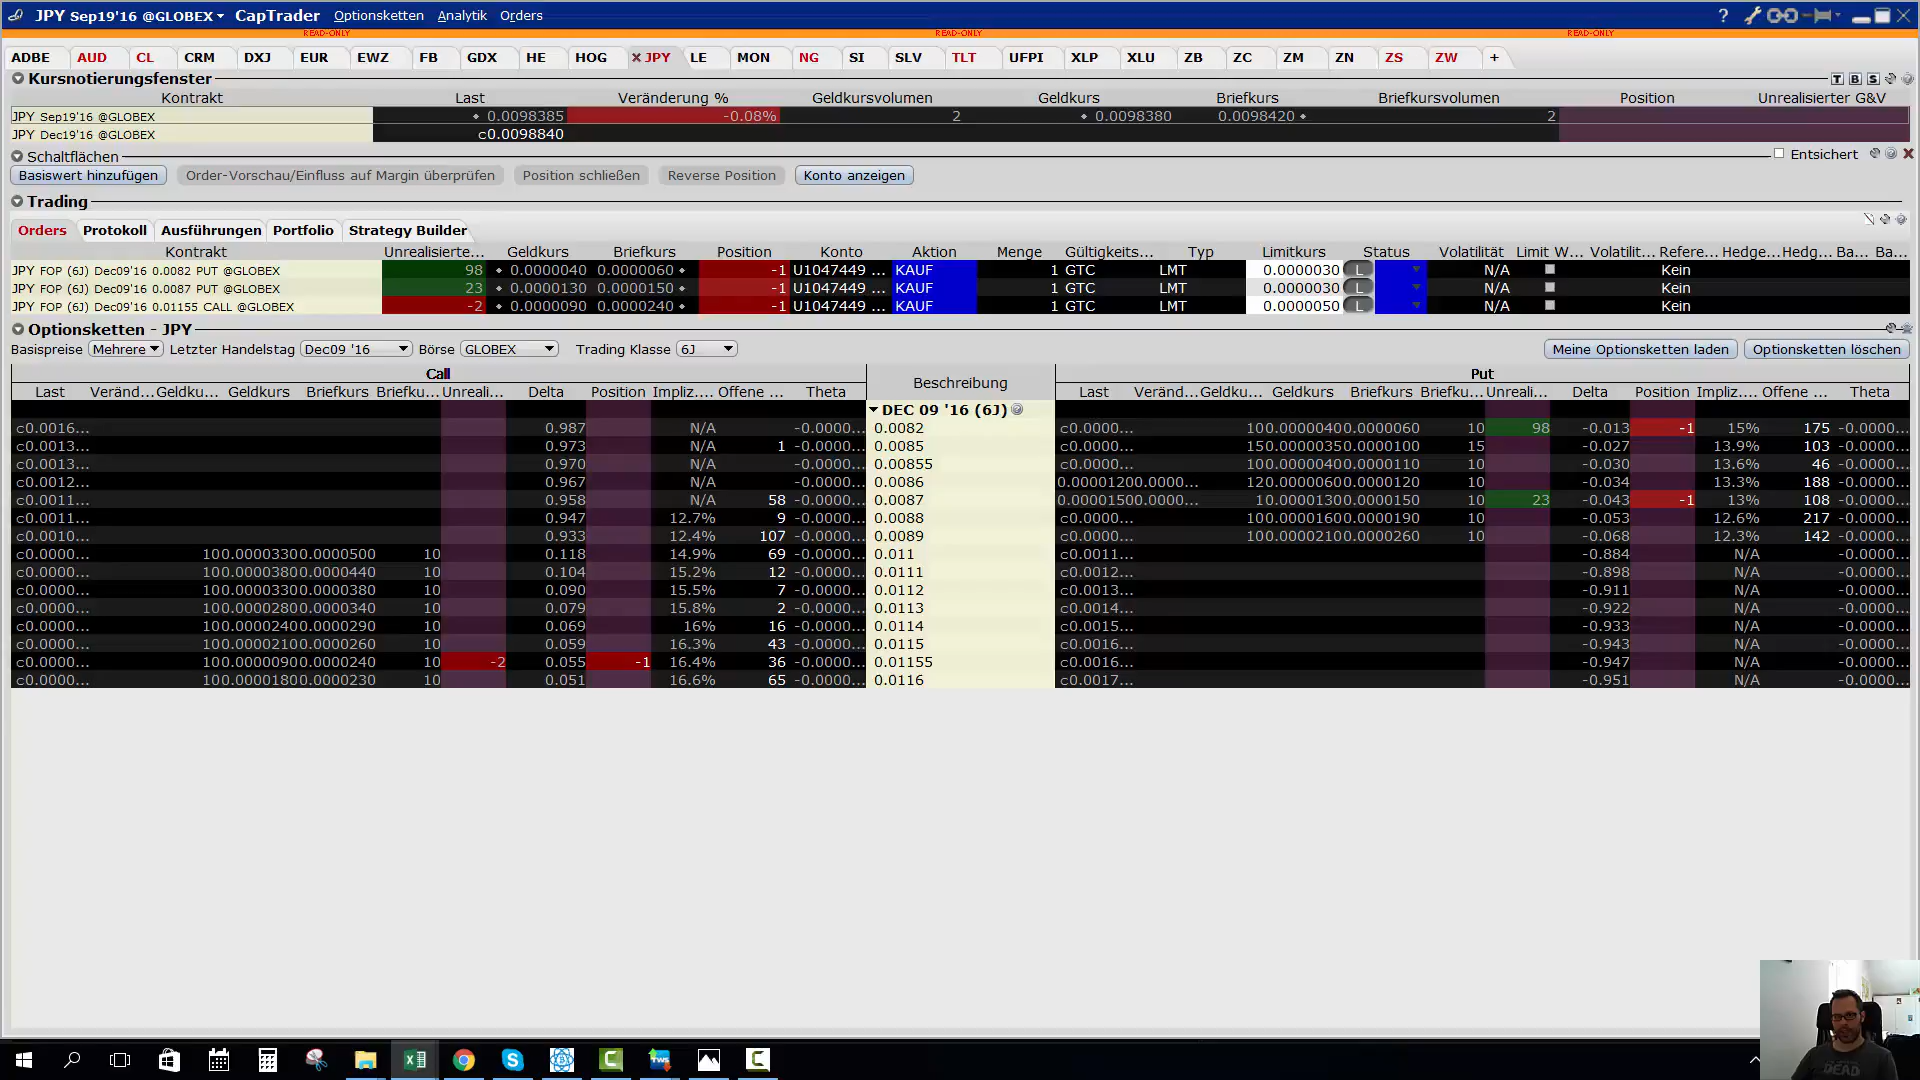 JPY Sep19'16 @GLOBEX CapTrader Optionsketten Analytik Orders
READ-ONLY READ-ONLY READ-ONLY
ADBE AUD CL CRM DXJ EUR EWZ FB GDX HE HOG JPY LE MON NG SI SLV TLT UFPI XLP XLU ZB ZC ZM ZN ZS ZW +
Kursnotierungsfenster T B S
Kontrakt Last Veränderung % Geldkursvolumen Geldkurs Briefkurs Briefkursvolumen Position Unrealisierter G&V
JPY Sep19'16 @GLOBEX 0.0098385 -0.08% 2 0.0098380 0.0098420 2
JPY Dec19'16 @GLOBEX c0.0098840
Schaltflächen Entsichert
Basiswert hinzufügen Order-Vorschau/Einfluss auf Margin überprüfen Position schließen Reverse Position Konto anzeigen
Trading
Orders Protokoll Ausführungen Portfolio Strategy Builder
Kontrakt Unrealisierte... Geldkurs Briefkurs Position Konto Aktion Menge Gültigkeits... Typ Limitkurs Status Volatilität Limit W... Volatilit... Refere... Hedge... Hedg... Ba... Ba...
JPY FOP (6J) Dec09'16 0.0082 PUT @GLOBEX 98 0.0000040 0.0000060 -1 U1047449 ... KAUF 1 GTC LMT 0.0000030 L N/A Kein
JPY FOP (6J) Dec09'16 0.0087 PUT @GLOBEX 23 0.0000130 0.0000150 -1 U1047449 ... KAUF 1 GTC LMT 0.0000030 L N/A Kein
JPY FOP (6J) Dec09'16 0.01155 CALL @GLOBEX -2 0.0000090 0.0000240 -1 U1047449 ... KAUF 1 GTC LMT 0.0000050 L N/A Kein
Optionsketten - JPY
Basispreise Mehrere Letzter Handelstag Dec09 '16 Börse GLOBEX Trading Klasse 6J Meine Optionsketten laden Optionsketten löschen
Call Beschreibung Put
Last Veränd... Geldku... Geldkurs Briefkurs Briefku... Unreali... Delta Position Impliz.... Offene ... Theta Last Veränd... Geldku... Geldkurs Briefkurs Briefku... Unreali... Delta Position Impliz.... Offene ... Theta
DEC 09 '16 (6J)
c0.0016... 0.987 N/A -0.0000... 0.0082 c0.0000... 100.00000400.0000060 10 98 -0.013 -1 15% 175 -0.0000...
c0.0013... 0.973 N/A 1 -0.0000... 0.0085 c0.0000... 150.00000350.0000100 15 -0.027 13.9% 103 -0.0000...
c0.0013... 0.970 N/A -0.0000... 0.00855 c0.0000... 100.00000400.0000110 10 -0.030 13.6% 46 -0.0000...
c0.0012... 0.967 N/A -0.0000... 0.0086 0.00001200.0000... 120.00000600.0000120 10 -0.034 13.3% 188 -0.0000...
c0.0011... 0.958 N/A 58 -0.0000... 0.0087 0.00001500.0000... 10.00001300.0000150 10 23 -0.043 -1 13% 108 -0.0000...
c0.0011... 0.947 12.7% 9 -0.0000... 0.0088 c0.0000... 100.00001600.0000190 10 -0.053 12.6% 217 -0.0000...
c0.0010... 0.933 12.4% 107 -0.0000... 0.0089 c0.0000... 100.00002100.0000260 10 -0.068 12.3% 142 -0.0000...
c0.0000... 100.00003300.0000500 10 0.118 14.9% 69 -0.0000... 0.011 c0.0011... -0.884 N/A -0.0000...
c0.0000... 100.00003800.0000440 10 0.104 15.2% 12 -0.0000... 0.0111 c0.0012... -0.898 N/A -0.0000...
c0.0000... 100.00003300.0000380 10 0.090 15.5% 7 -0.0000... 0.0112 c0.0013... -0.911 N/A -0.0000...
c0.0000... 100.00002800.0000340 10 0.079 15.8% 2 -0.0000... 0.0113 c0.0014... -0.922 N/A -0.0000...
c0.0000... 100.00002400.0000290 10 0.069 16% 16 -0.0000... 0.0114 c0.0015... -0.933 N/A -0.0000...
c0.0000... 100.00002100.0000260 10 0.059 16.3% 43 -0.0000... 0.0115 c0.0016... -0.943 N/A -0.0000...
c0.0000... 100.00000900.0000240 10 -2 0.055 -1 16.4% 36 -0.0000... 0.01155 c0.0016... -0.947 N/A -0.0000...
c0.0000... 100.00001800.0000230 10 0.051 16.6% 65 -0.0000... 0.0116 c0.0017... -0.951 N/A -0.0000...
DEAD
TWS